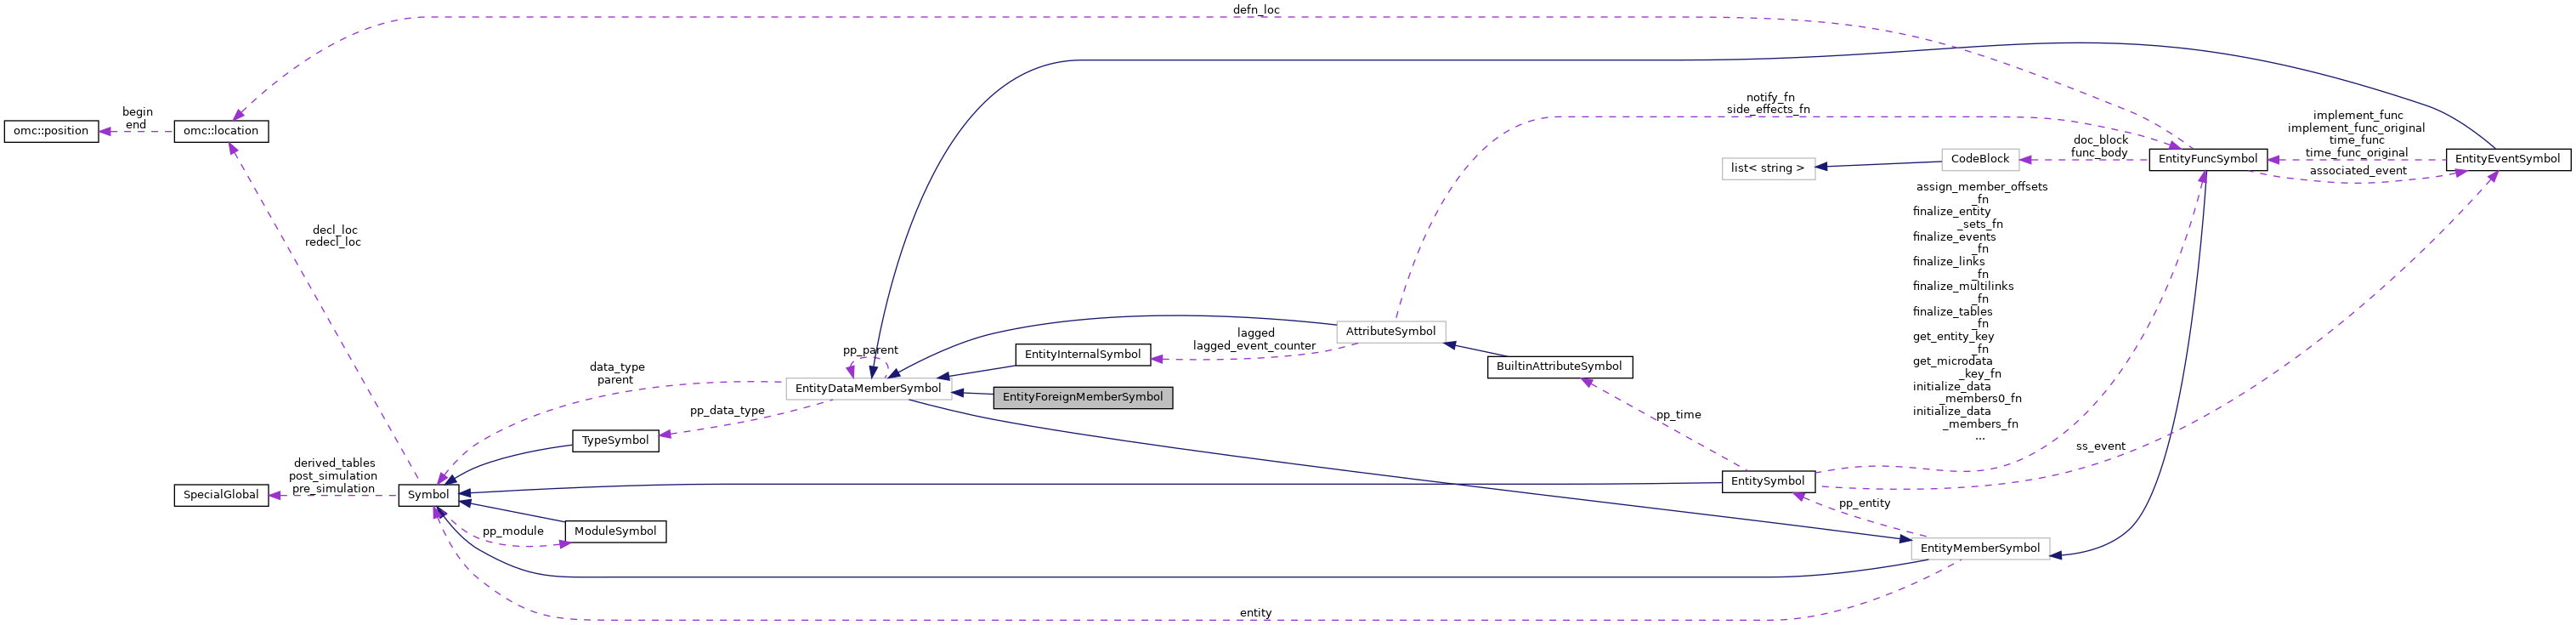 defn_loc
notify_fn
side_effects_fn
begin
end
omc::position
omc::location
implement_func
implement_func_original
time_func
time_func_original
doc_block
func_body
list< string >
CodeBlock
EntityFuncSymbol
EntityEventSymbol
associated_event
assign_member_offsets
_fn
finalize_entity
_sets_fn
finalize_events
_fn
finalize_links
_fn
finalize_multilinks
_fn
finalize_tables
_fn
get_entity_key
_fn
get_microdata
_key_fn
initialize_data
_members0_fn
initialize_data
_members_fn
...
decl_loc
redecl_loc
lagged
lagged_event_counter
AttributeSymbol
pp_parent
EntityInternalSymbol
BuiltinAttributeSymbol
data_type
parent
EntityDataMemberSymbol
EntityForeignMemberSymbol
pp_data_type
pp_time
TypeSymbol
ss_event
derived_tables
post_simulation
pre_simulation
SpecialGlobal
Symbol
EntitySymbol
pp_entity
pp_module
ModuleSymbol
EntityMemberSymbol
entity